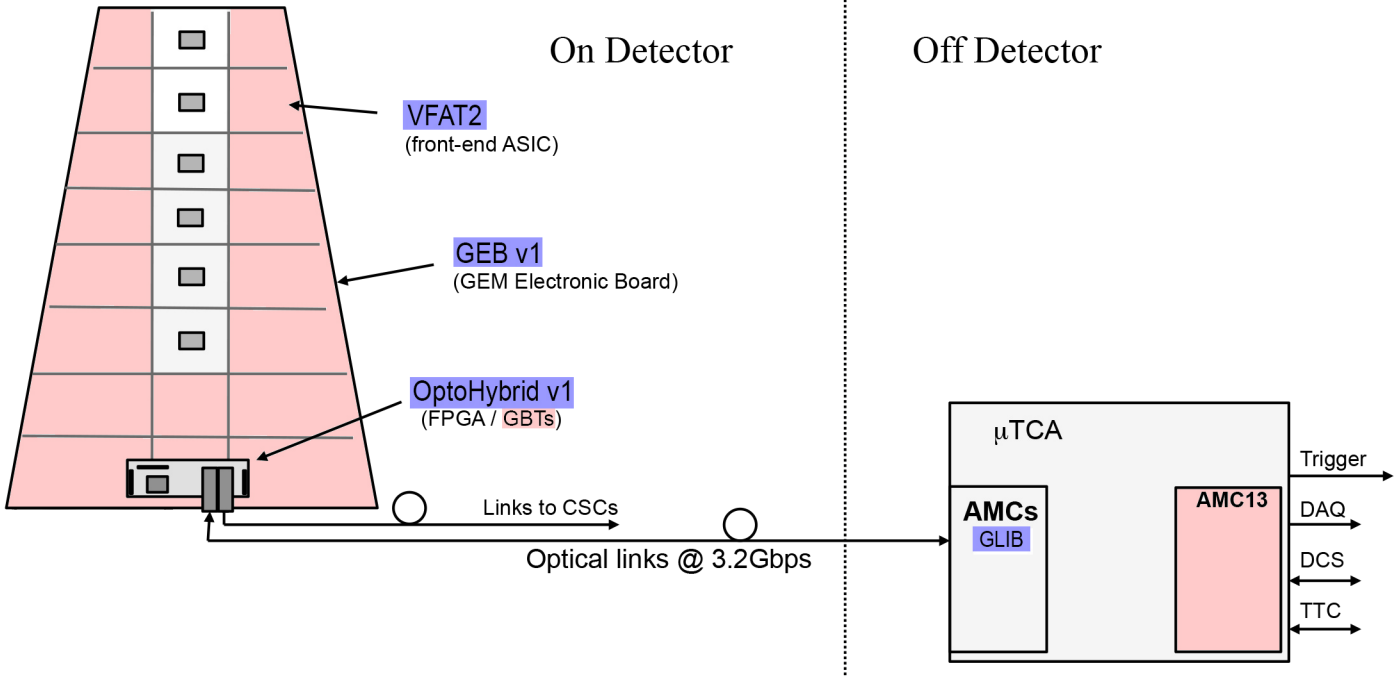 On Detector
Off Detector
VFAT2
(front-end ASIC)
GEB v1
(GEM Electronic Board)
OptoHybrid v1
(FPGA / GBTs)
Links to CSCs
Optical links @ 3.2Gbps
μTCA
AMCs
GLIB
AMC13
Trigger
DAQ
DCS
TTC